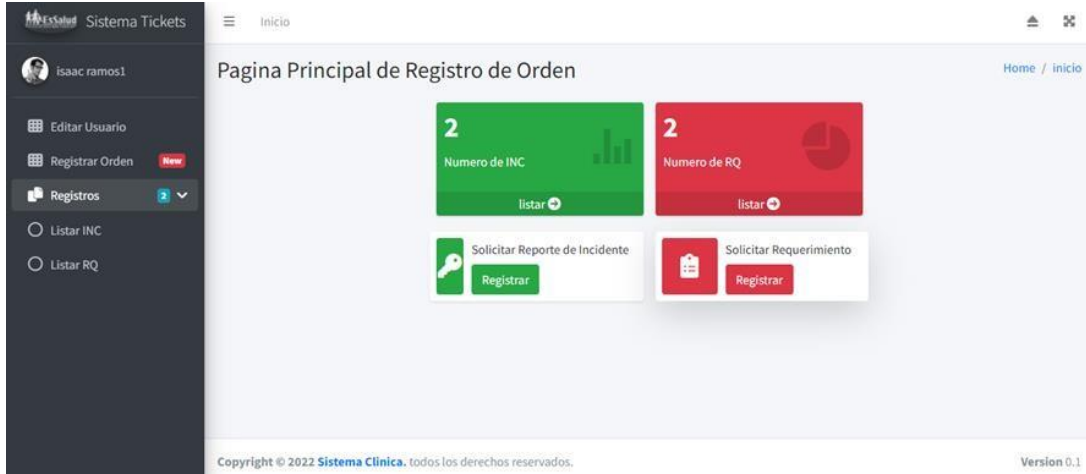 EsSalud Sistema Tickets
Inicio
isaac ramos1
Pagina Principal de Registro de Orden
Home / inicio
Editar Usuario
Registrar Orden New
Registros 2
Listar INC
Listar RQ
2
Numero de INC
listar
2
Numero de RQ
listar
Solicitar Reporte de Incidente
Registrar
Solicitar Requerimiento
Registrar
Copyright © 2022 Sistema Clinica. todos los derechos reservados.
Version 0.1